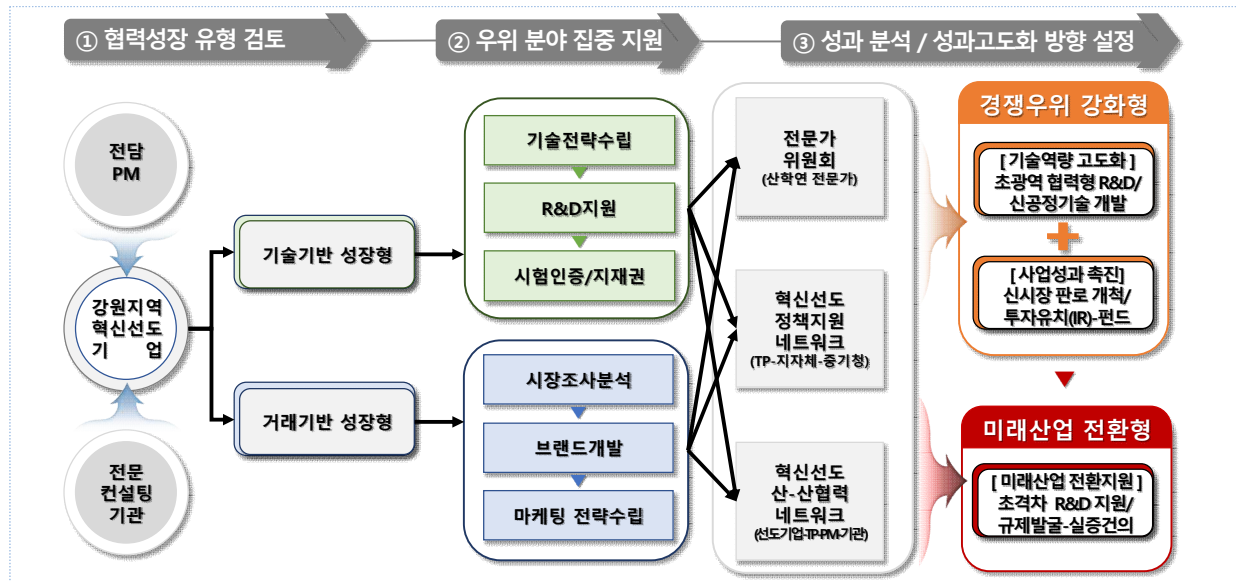 ① 협력성장 유형 검토
② 우위 분야 집중 지원
③ 성과 분석 / 성과고도화 방향 설정
전담
PM
강원지역
혁신선도
기 업
전문
컨설팅
기관
기술기반 성장형
거래기반 성장형
기술전략수립
R&D지원
시험인증/지재권
시장조사분석
브랜드개발
마케팅 전략수립
전문가
위원회
(산학연 전문가)
혁신선도
정책지원
네트워크
(TP-지자체-중기청)
혁신선도
산-산협력
네트워크
(선도기업-TP-PM-기관)
경쟁우위 강화형
[ 기술역량 고도화 ]
초광역 협력형 R&D/
신공정기술 개발
[ 사업성과 촉진]
신시장 판로 개척/
투자유치(IR)-펀드
미래산업 전환형
[ 미래산업 전환지원 ]
초격차 R&D 지원/
규제발굴-실증건의